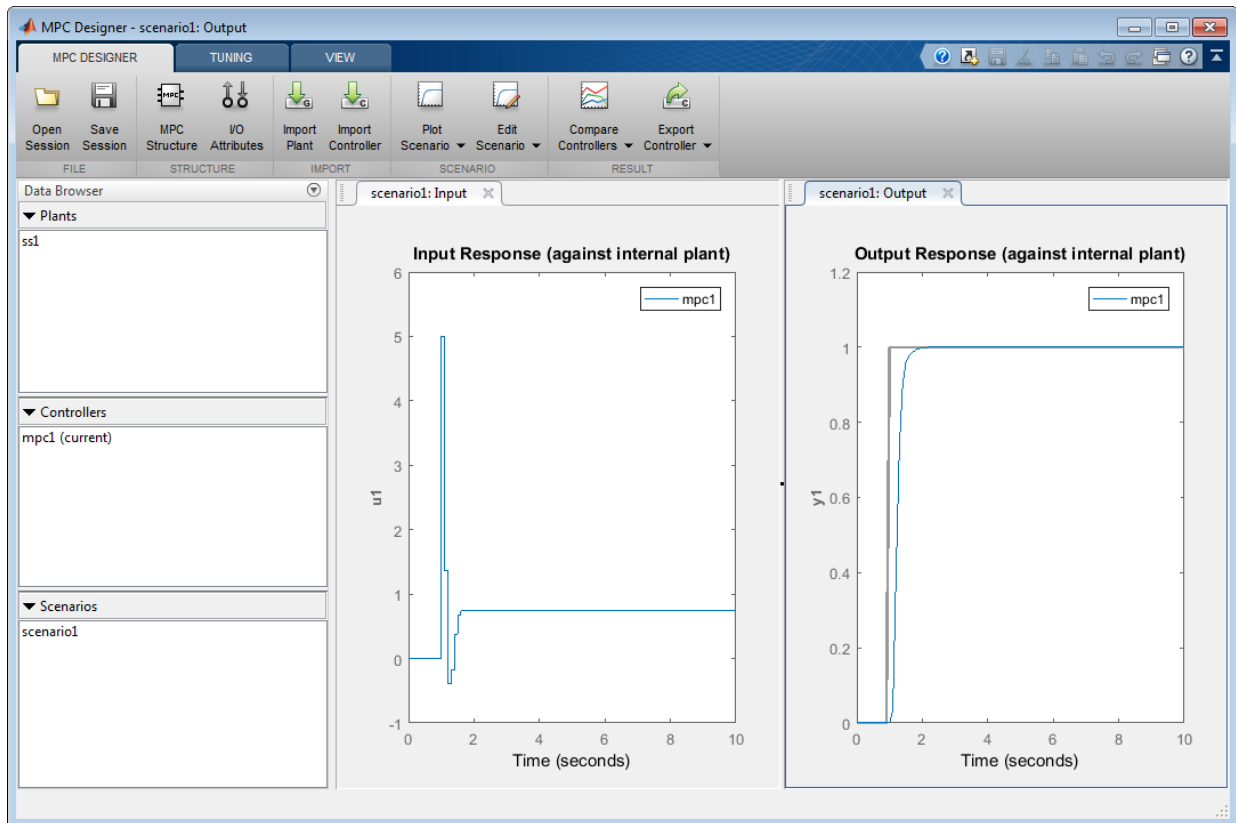 MPC Designer - scenario1: Output
MPC DESIGNER
TUNING
VIEW
Open Session
Save Session
MPC Structure
I/O Attributes
Import Plant
Import Controller
Plot Scenario
Edit Scenario
Compare Controllers
Export Controller
FILE
STRUCTURE
IMPORT
SCENARIO
RESULT
Data Browser
Plants
ss1
Controllers
mpc1 (current)
Scenarios
scenario1
scenario1: Input
Input Response (against internal plant)
mpc1
6
5
4
3
2
1
0
-1
u1
0 2 4 6 8 10
Time (seconds)
scenario1: Output
Output Response (against internal plant)
mpc1
1.2
1
0.8
0.6
0.4
0.2
0
y1
0 2 4 6 8 10
Time (seconds)